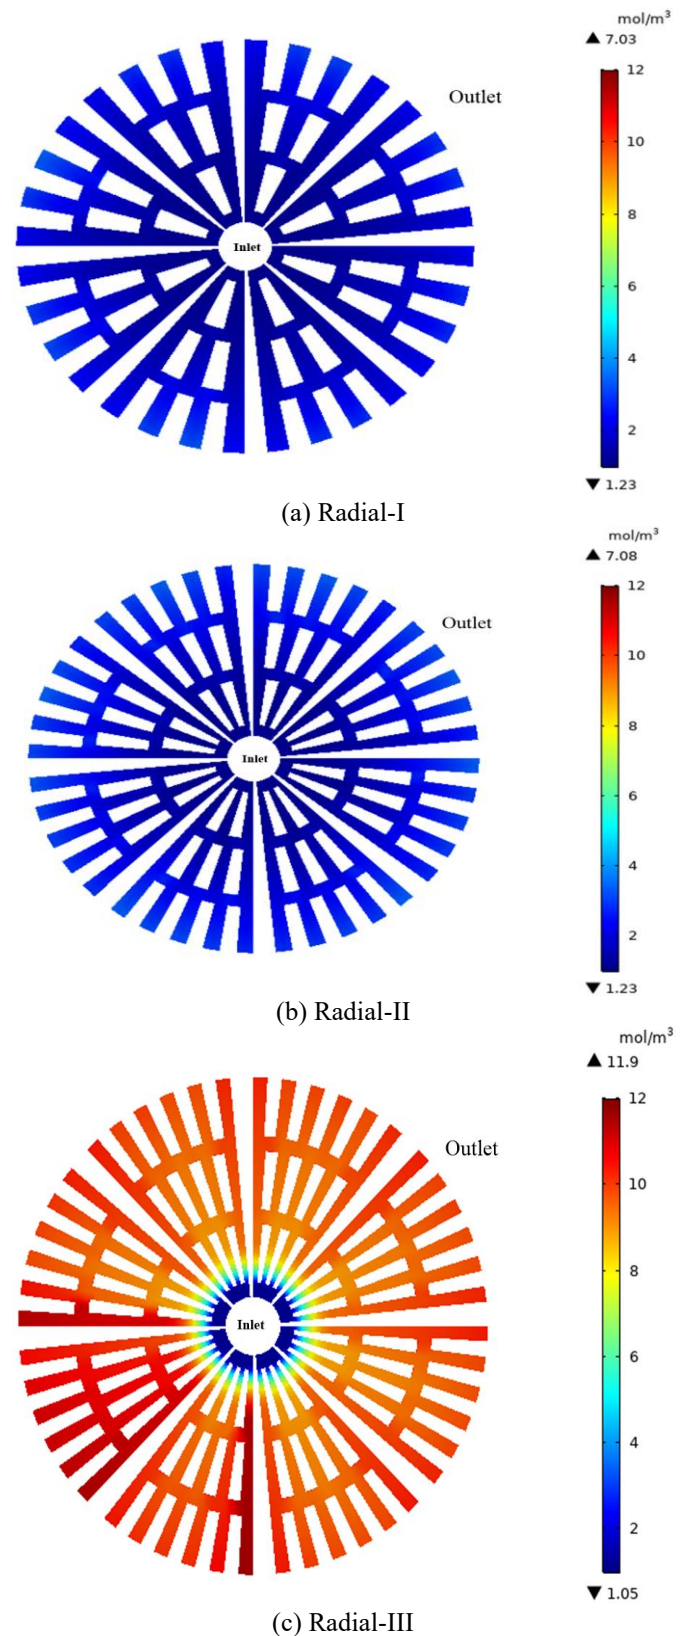 mol/m³
▲ 7.03
12
Outlet
10
8
Inlet
6
4
2
▼ 1.23
(a) Radial-I
mol/m³
▲ 7.08
12
Outlet
10
8
Inlet
6
4
2
▼ 1.23
(b) Radial-II
mol/m³
▲ 11.9
12
Outlet
10
8
Inlet
6
4
2
▼ 1.05
(c) Radial-III